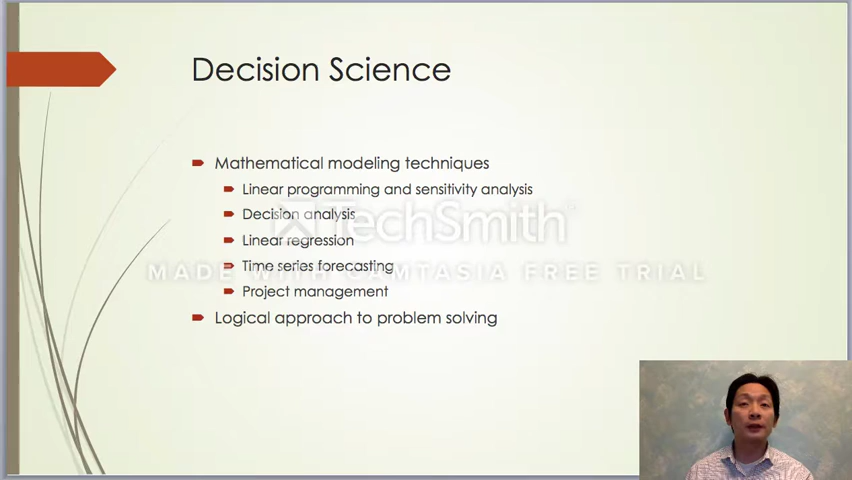 Decision Science
Mathematical modeling techniques
Linear programming and sensitivity analysis
Decision analysis
TechSmith
Linear regression
Time series forecasting
MADE WITH CAMTASIA FREE TRIAL
Project management
Logical approach to problem solving